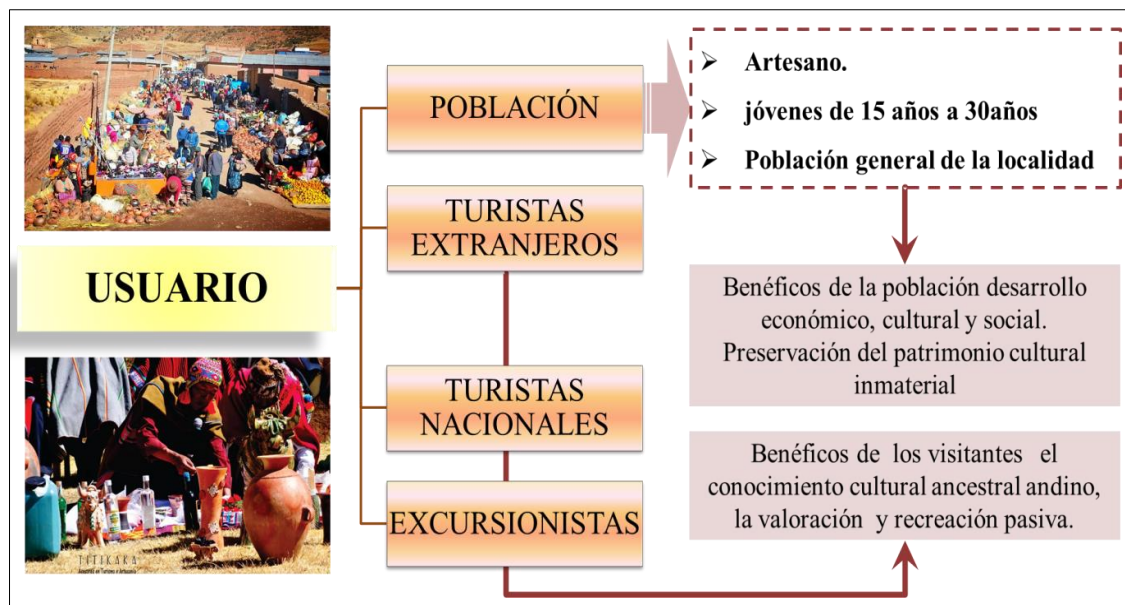 USUARIO
POBLACIÓN
TURISTAS
EXTRANJEROS
TURISTAS
NACIONALES
EXCURSIONISTAS
Artesano.
jóvenes de 15 años a 30años
Población general de la localidad
Benéficos de la población desarrollo
económico, cultural y social.
Preservación del patrimonio cultural
inmaterial
Benéficos de los visitantes el
conocimiento cultural ancestral andino,
la valoración y recreación pasiva.
TITIKAKA